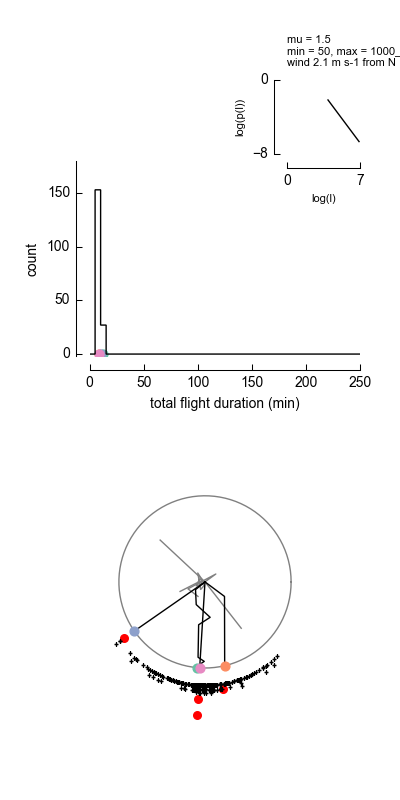 mu = 1.5
min = 50, max = 1000_
wind 2.1 m s-1 from N
0
log(p(l))
−8
0 7
log(l)
150
100
50
0
count
0 50 100 150 200 250
total flight duration (min)